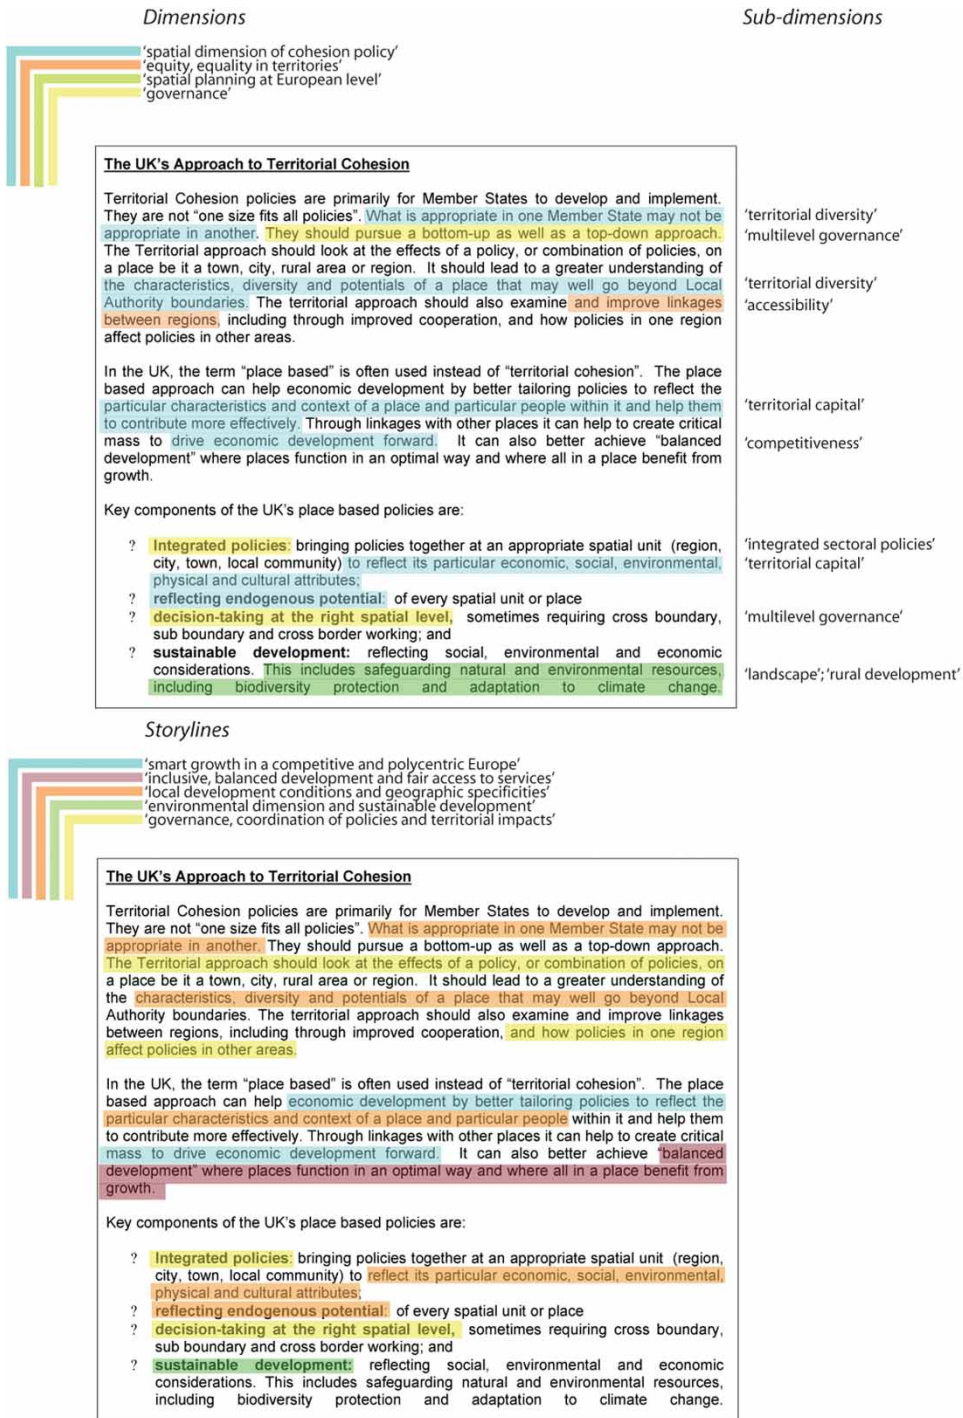 Dimensions
Sub-dimensions
'spatial dimension of cohesion policy'
'equity, equality in territories'
'spatial planning at European level'
'governance'
The UK's Approach to Territorial Cohesion
Territorial Cohesion policies are primarily for Member States to develop and implement.
They are not "one size fits all policies". What is appropriate in one Member State may not be
'territorial diversity'
appropriate in another. They should pursue a bottom-up as well as a top-down approach.
'multilevel governance'
The Territorial approach should look at the effects of a policy, or combination of policies, on
a place be it a town, city, rural area or region. It should lead to a greater understanding of
the characteristics, diversity and potentials of a place that may well go beyond Local
'territorial diversity'
Authority boundaries. The territorial approach should also examine and improve linkages
'accessibility'
between regions, including through improved cooperation, and how policies in one region
affect policies in other areas.
In the UK, the term "place based" is often used instead of "territorial cohesion". The place
based approach can help economic development by better tailoring policies to reflect the
particular characteristics and context of a place and particular people within it and help them
'territorial capital'
to contribute more effectively. Through linkages with other places it can help to create critical
mass to drive economic development forward. It can also better achieve "balanced
'competitiveness'
development" where places function in an optimal way and where all in a place benefit from
growth.
Key components of the UK's place based policies are:
? Integrated policies: bringing policies together at an appropriate spatial unit (region,
'integrated sectoral policies'
city, town, local community) to reflect its particular economic, social, environmental,
'territorial capital'
physical and cultural attributes;
? reflecting endogenous potential: of every spatial unit or place
? decision-taking at the right spatial level, sometimes requiring cross boundary,
'multilevel governance'
sub boundary and cross border working; and
? sustainable development: reflecting social, environmental and economic
considerations. This includes safeguarding natural and environmental resources,
'landscape'; 'rural development'
including biodiversity protection and adaptation to climate change.
Storylines
'smart growth in a competitive and polycentric Europe'
'inclusive, balanced development and fair access to services'
'local development conditions and geographic specificities'
'environmental dimension and sustainable development'
'governance, coordination of policies and territorial impacts'
The UK's Approach to Territorial Cohesion
Territorial Cohesion policies are primarily for Member States to develop and implement.
They are not "one size fits all policies". What is appropriate in one Member State may not be
appropriate in another. They should pursue a bottom-up as well as a top-down approach.
The Territorial approach should look at the effects of a policy, or combination of policies, on
a place be it a town, city, rural area or region. It should lead to a greater understanding of
the characteristics, diversity and potentials of a place that may well go beyond Local
Authority boundaries. The territorial approach should also examine and improve linkages
between regions, including through improved cooperation, and how policies in one region
affect policies in other areas.
In the UK, the term "place based" is often used instead of "territorial cohesion". The place
based approach can help economic development by better tailoring policies to reflect the
particular characteristics and context of a place and particular people within it and help them
to contribute more effectively. Through linkages with other places it can help to create critical
mass to drive economic development forward. It can also better achieve "balanced
development" where places function in an optimal way and where all in a place benefit from
growth.
Key components of the UK's place based policies are:
? Integrated policies: bringing policies together at an appropriate spatial unit (region,
city, town, local community) to reflect its particular economic, social, environmental,
physical and cultural attributes;
? reflecting endogenous potential: of every spatial unit or place
? decision-taking at the right spatial level, sometimes requiring cross boundary,
sub boundary and cross border working; and
? sustainable development: reflecting social, environmental and economic
considerations. This includes safeguarding natural and environmental resources,
including biodiversity protection and adaptation to climate change.